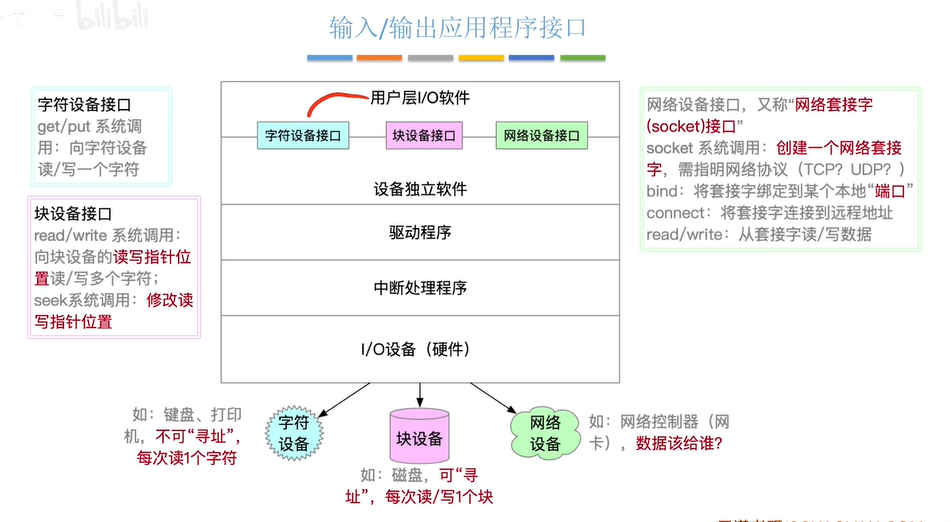 bilibili
输入/输出应用程序接口
字符设备接口
get/put 系统调
用：向字符设备
读/写一个字符
块设备接口
read/write 系统调用：
向块设备的读写指针位
置读/写多个字符；
seek系统调用：修改读
写指针位置
用户层I/O软件
字符设备接口
块设备接口
网络设备接口
设备独立软件
驱动程序
中断处理程序
I/O设备（硬件）
网络设备接口，又称“网络套接字
(socket)接口”
socket 系统调用：创建一个网络套接
字，需指明网络协议（TCP？UDP？）
bind：将套接字绑定到某个本地“端口”
connect：将套接字连接到远程地址
read/write：从套接字读/写数据
如：键盘、打印
机，不可“寻址”，
每次读1个字符
字符
设备
块设备
如：磁盘，可“寻
址”，每次读/写1个块
网络
设备
如：网络控制器（网
卡），数据该给谁？